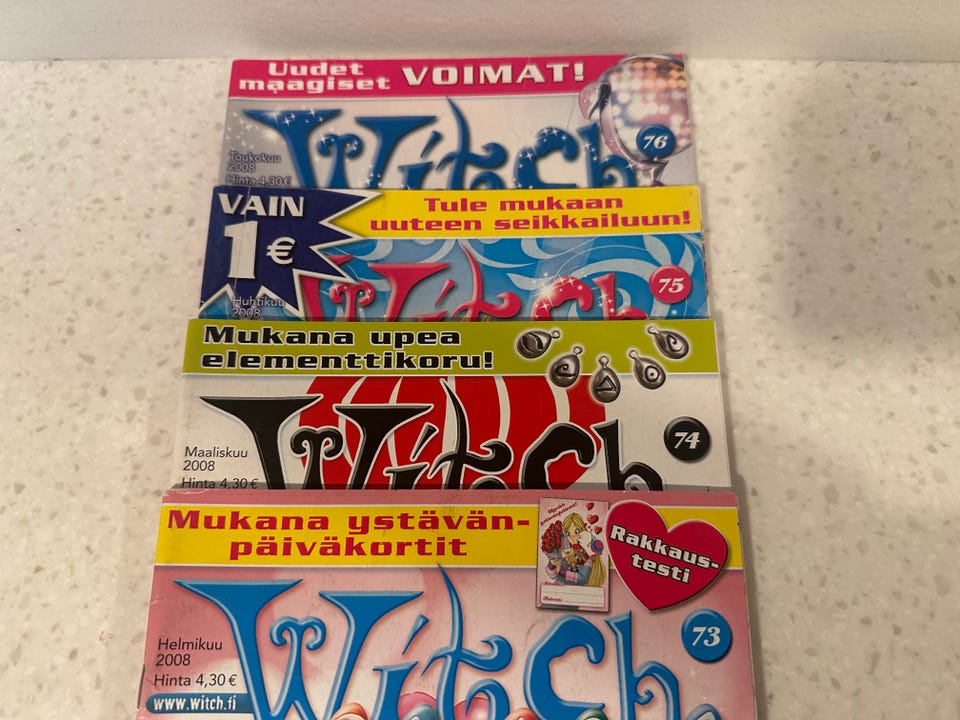 Uudet
maagiset VOIMAT!
Witch
76
Toukokuu
2008
Hinta 4,30 €
VAIN
1 €
Tule mukaan
uuteen seikkailuun!
Witch
75
Huhtikuu
2008
Mukana upea
elementtikoru!
Witch
74
Maaliskuu
2008
Hinta 4,30 €
Mukana ystävän-
päiväkortit
Rakkaus-
testi
Witch
73
Helmikuu
2008
Hinta 4,30 €
www.witch.fi